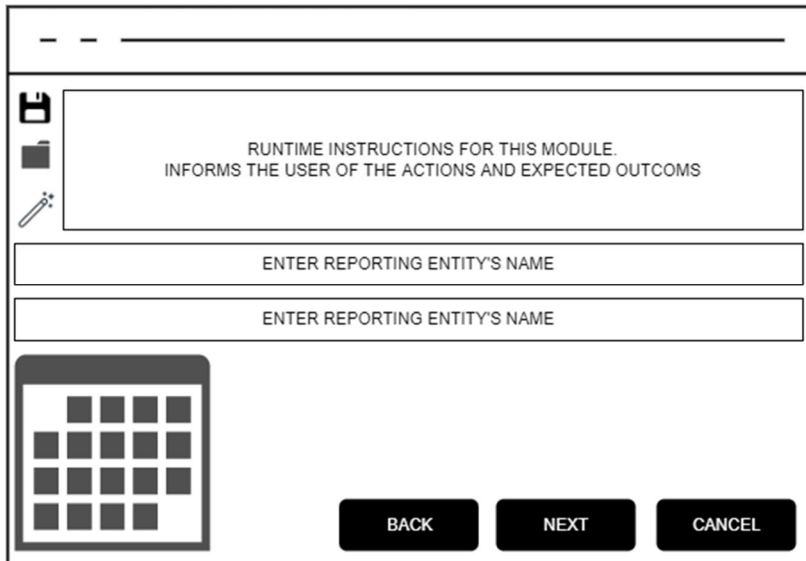 RUNTIME INSTRUCTIONS FOR THIS MODULE.
INFORMS THE USER OF THE ACTIONS AND EXPECTED OUTCOMS
ENTER REPORTING ENTITY'S NAME
ENTER REPORTING ENTITY'S NAME
BACK
NEXT
CANCEL